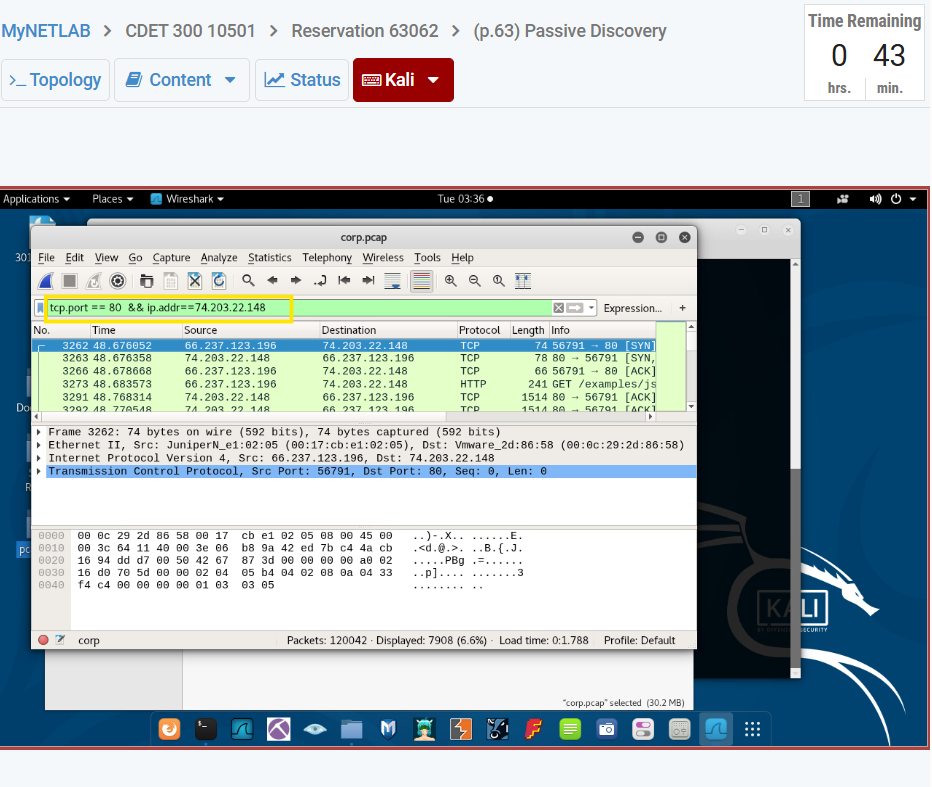 MyNETLAB > CDET 300 10501 > Reservation 63062 > (p.63) Passive Discovery
Time Remaining
0 43
hrs. min.
>_ Topology Content Status Kali
Applications Places Wireshark Tue 03:36 1
301
corp.pcap
File Edit View Go Capture Analyze Statistics Telephony Wireless Tools Help
tcp.port == 80 && ip.addr==74.203.22.148 Expression... +
No. Time Source Destination Protocol Length Info
3262 48.676052 66.237.123.196 74.203.22.148 TCP 74 56791 → 80 [SYN]
3263 48.676358 74.203.22.148 66.237.123.196 TCP 78 80 → 56791 [SYN,
3266 48.678668 66.237.123.196 74.203.22.148 TCP 66 56791 → 80 [ACK]
3273 48.683573 66.237.123.196 74.203.22.148 HTTP 241 GET /examples/js
3291 48.768314 74.203.22.148 66.237.123.196 TCP 1514 80 → 56791 [ACK]
3292 48.770548 74.203.22.148 66.237.123.196 TCP 1514 80 → 56791 [ACK]
Do
Frame 3262: 74 bytes on wire (592 bits), 74 bytes captured (592 bits)
Ethernet II, Src: JuniperN_e1:02:05 (00:17:cb:e1:02:05), Dst: Vmware_2d:86:58 (00:0c:29:2d:86:58)
Internet Protocol Version 4, Src: 66.237.123.196, Dst: 74.203.22.148
Transmission Control Protocol, Src Port: 56791, Dst Port: 80, Seq: 0, Len: 0
R
pc
0000 00 0c 29 2d 86 58 00 17 cb e1 02 05 08 00 45 00 ..)-.X.. ......E.
0010 00 3c 64 11 40 00 3e 06 b8 9a 42 ed 7b c4 4a cb .<d.@.>. ..B.{.J.
0020 16 94 dd d7 00 50 42 67 87 3d 00 00 00 00 a0 02 .....PBg .=......
0030 16 d0 70 5d 00 00 02 04 05 b4 04 02 08 0a 04 33 ..p].... .......3
0040 f4 c4 00 00 00 00 01 03 03 05 ........ ..
KALI
BY OFFENSIVE SECURITY
corp Packets: 120042 · Displayed: 7908 (6.6%) · Load time: 0:1.788 Profile: Default
"corp.pcap" selected (30.2 MB)